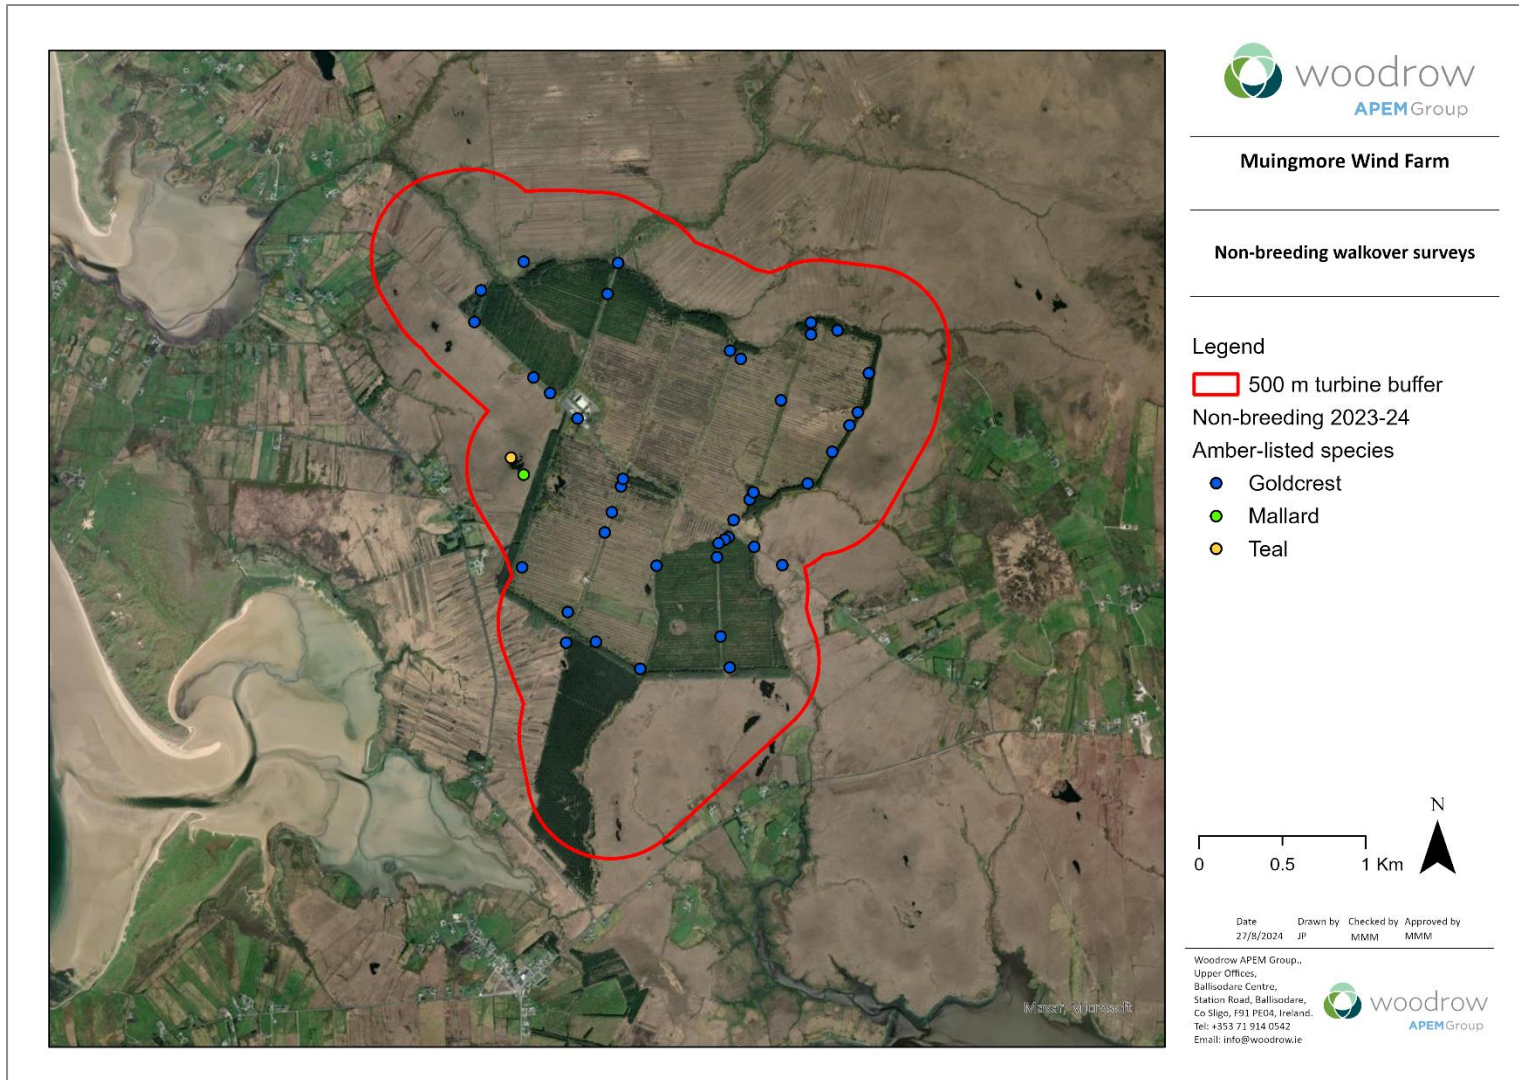 woodrow
APEM Group
Muingmore Wind Farm
Non-breeding walkover surveys
Legend
500 m turbine buffer
Non-breeding 2023-24
Amber-listed species
Goldcrest
Mallard
Teal
N
0 0.5 1 Km
Date Drawn by Checked by Approved by
27/8/2024 JP MMM MMM
Woodrow APEM Group.,
Upper Offices,
Ballisodare Centre,
Station Road, Ballisodare,
Co Sligo, F91 PE04, Ireland.
Tel: +353 71 914 0542
Email: info@woodrow.ie
woodrow
APEM Group
Maxar, Microsoft